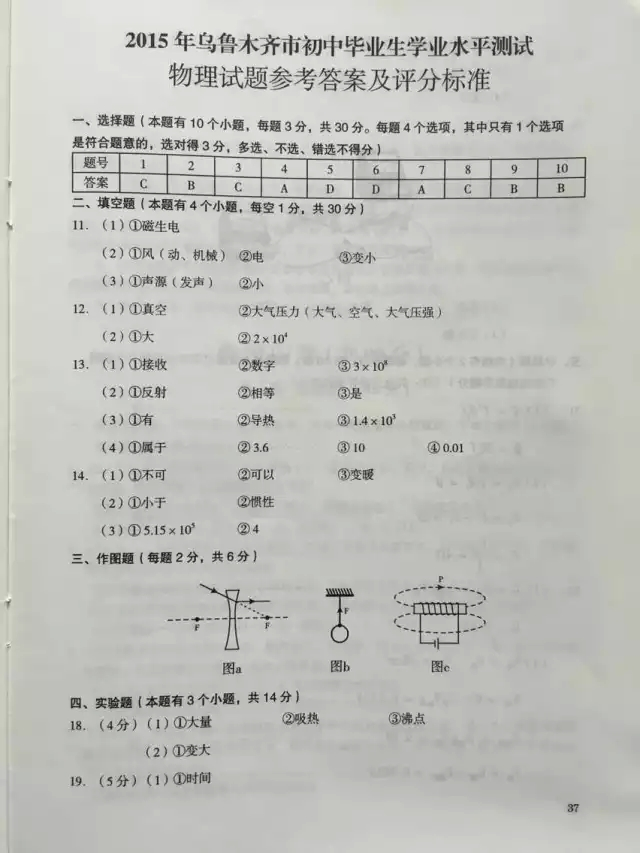 2015年乌鲁木齐市初中毕业生学业水平测试
物理试题参考答案及评分标准
一、选择题(本题有10个小题，每题3分，共30分。每题4个选项，其中只有1个选项
是符合题意的，选对得3分，多选、不选、错选不得分)
题号 1 2 3 4 5 6 7 8 9 10
答案 C B C A D D A C B B
二、填空题(本题有4个小题，每空1分，共30分)
11. (1)①磁生电
(2)①风(动、机械) ②电 ③变小
(3)①声源(发声) ②小
12. (1)①真空 ②大气压力(大气、空气、大气压强)
(2)①大 ②2×10⁴
13. (1)①接收 ②数字 ③3×10⁸
(2)①反射 ②相等 ③是
(3)①有 ②导热 ③1.4×10³
(4)①属于 ②3.6 ③10 ④0.01
14. (1)①不可 ②可以 ③变暖
(2)①小于 ②惯性
(3)①5.15×10⁵ ②4
三、作图题(每题2分，共6分)
F F F P
图a 图b 图c
四、实验题(本题有3个小题，共14分)
18. (4分)(1)①大量 ②吸热 ③沸点
(2)①变大
19. (5分)(1)①时间
37